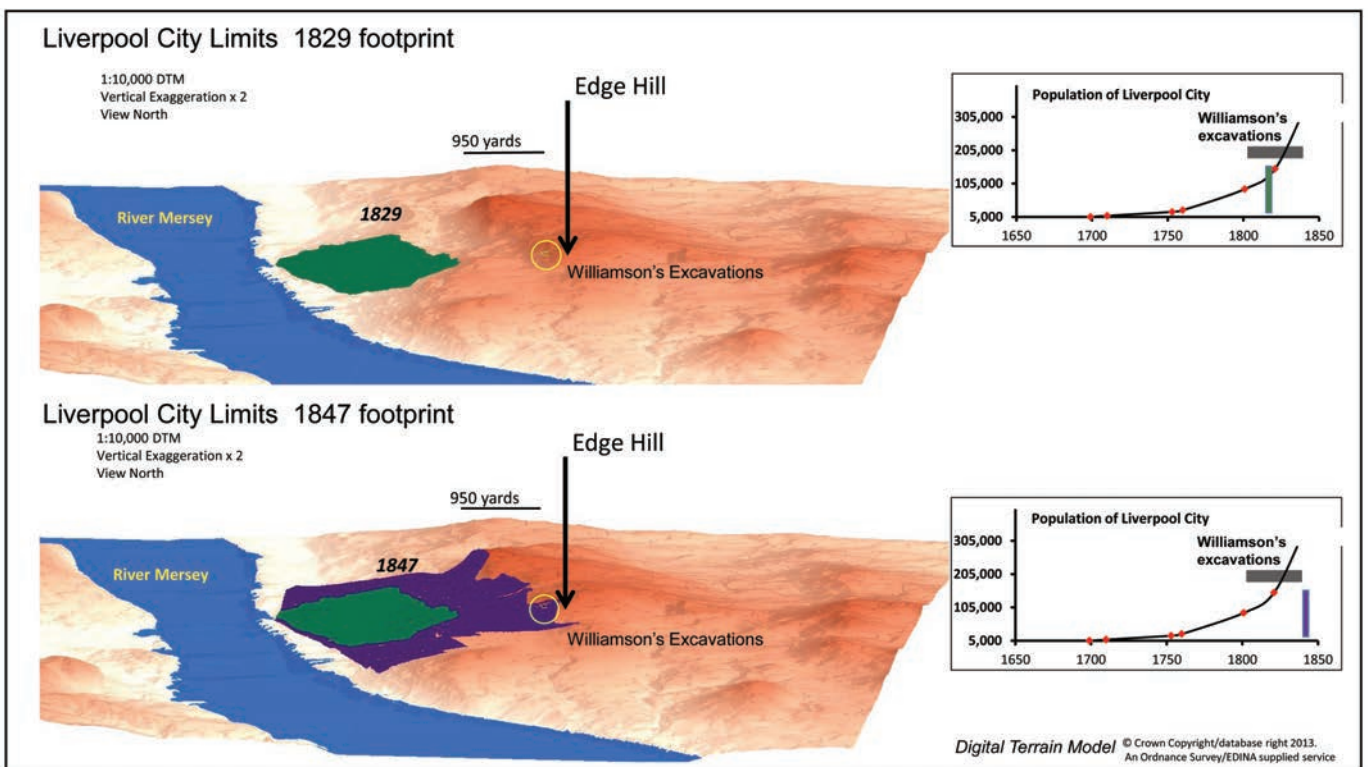 Liverpool City Limits 1829 footprint
1:10,000 DTM
Vertical Exaggeration x 2
View North
Edge Hill
950 yards
1829
River Mersey
Williamson's Excavations
Population of Liverpool City
Williamson's
excavations
305,000
205,000
105,000
5,000
1650 1700 1750 1800 1850
Liverpool City Limits 1847 footprint
1:10,000 DTM
Vertical Exaggeration x 2
View North
Edge Hill
950 yards
1847
River Mersey
Williamson's Excavations
Population of Liverpool City
Williamson's
excavations
305,000
205,000
105,000
5,000
1650 1700 1750 1800 1850
Digital Terrain Model © Crown Copyright/database right 2013.
An Ordnance Survey/EDINA supplied service